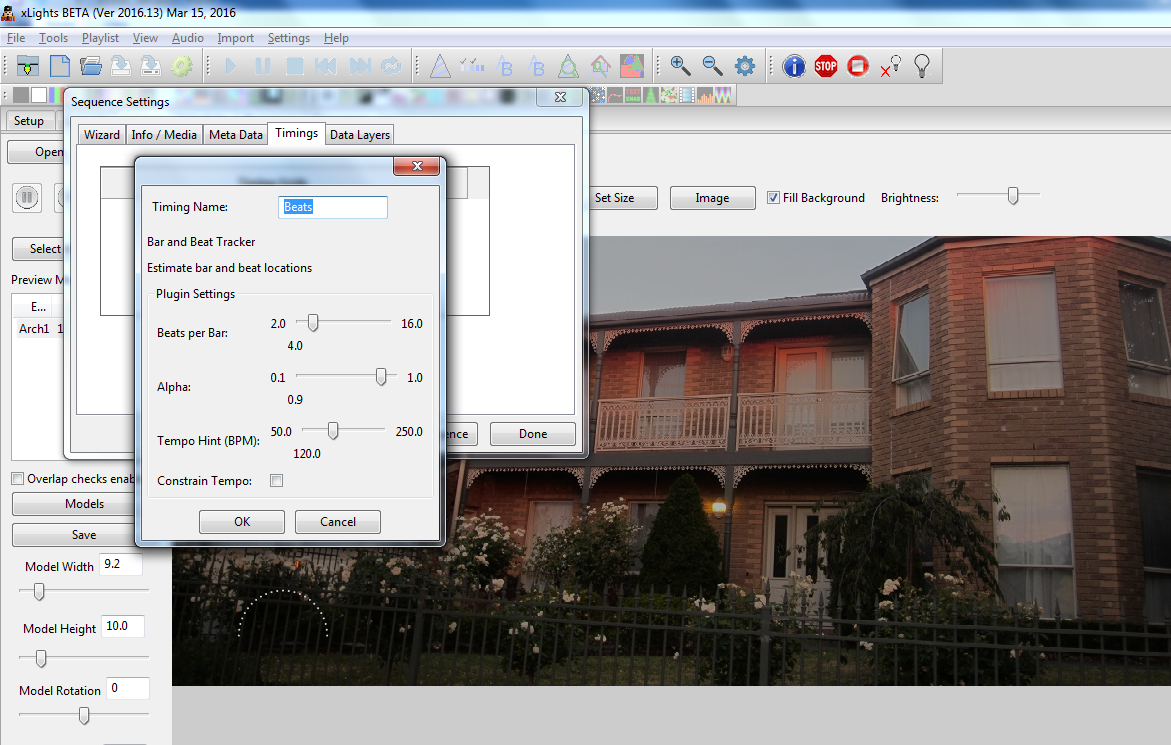 xLights BETA (Ver 2016.13) Mar 15, 2016
File Tools Playlist View Audio Import Settings Help
STOP
Sequence Settings
Setup
Wizard Info / Media Meta Data Timings Data Layers
Open
Timing Name: Beats
Set Size Image Fill Background Brightness:
Select
Bar and Beat Tracker
Estimate bar and beat locations
Preview M
Plugin Settings
E...
Arch1 1
Beats per Bar: 2.0 16.0
4.0
Alpha: 0.1 1.0
0.9
Tempo Hint (BPM): 50.0 250.0
120.0
ence Done
Overlap checks enab
Constrain Tempo:
Models
OK Cancel
Save
Model Width 9.2
Model Height 10.0
Model Rotation 0